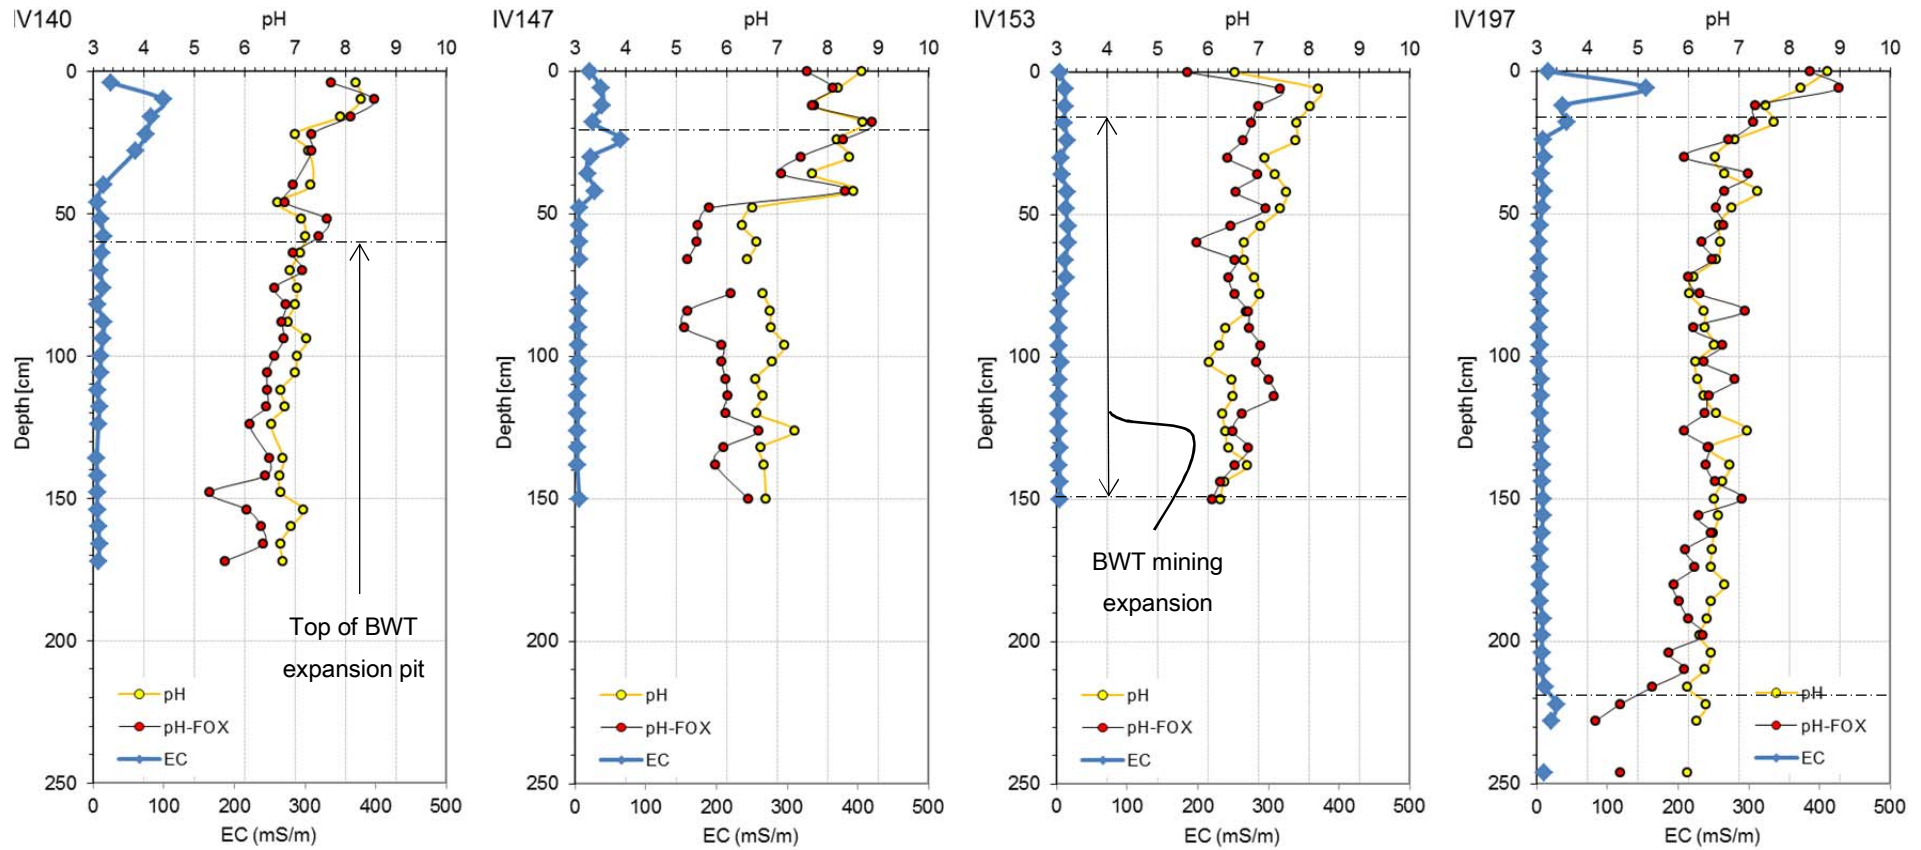 IV140
pH
3 4 5 6 7 8 9 10
0
50
100
150
200
250
Depth [cm]
Top of BWT
expansion pit
pH
pH-FOX
EC
0 100 200 300 400 500
EC (mS/m)
IV147
pH
3 4 5 6 7 8 9 10
0
50
100
150
200
250
Depth [cm]
pH
pH-FOX
EC
0 100 200 300 400 500
EC (mS/m)
IV153
pH
3 4 5 6 7 8 9 10
0
50
100
150
200
250
Depth [cm]
BWT mining
expansion
pH
pH-FOX
EC
0 100 200 300 400 500
EC (mS/m)
IV197
pH
3 4 5 6 7 8 9 10
0
50
100
150
200
250
Depth [cm]
pH
pH-FOX
EC
0 100 200 300 400 500
EC (mS/m)